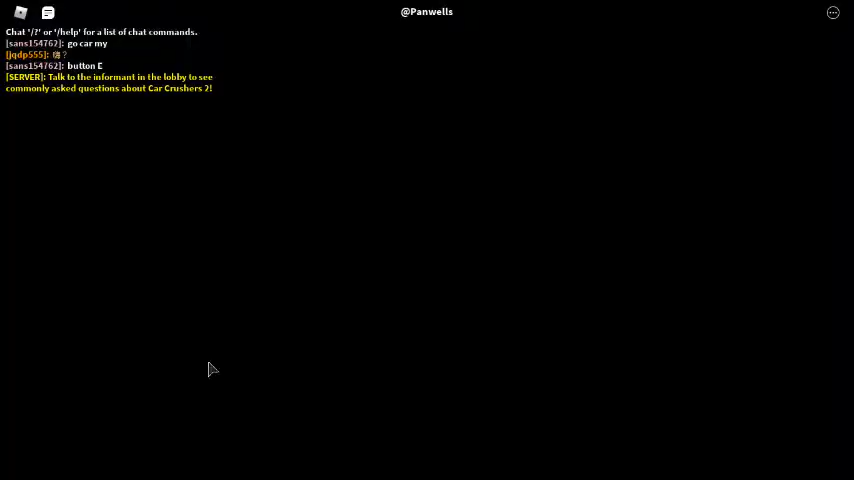 @Panwells
Chat '/?' or '/help' for a list of chat commands.
[sans154762]: go car my
[jqdp555]: 嗨？
[sans154762]: button E
[SERVER]: Talk to the informant in the lobby to see
commonly asked questions about Car Crushers 2!